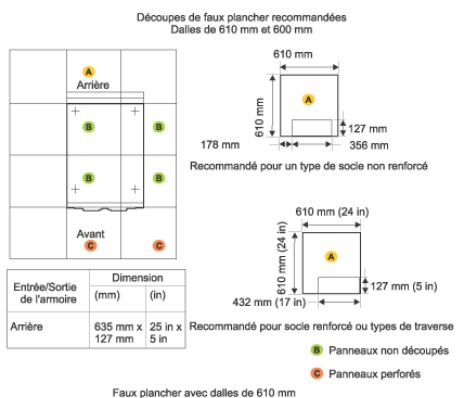 Découpes de faux plancher recommandées
Dalles de 610 mm et 600 mm
A
Arrière
B
B
B
B
Avant
C
C
610 mm
610 mm
A
127 mm
178 mm
356 mm
Recommandé pour un type de socle non renforcé
610 mm (24 in)
610 mm (24 in)
A
127 mm (5 in)
432 mm (17 in)
Recommandé pour socle renforcé ou types de traverse
Entrée/Sortie de l'armoire
Dimension
(mm)
(in)
Arrière
635 mm x 127 mm
25 in x 5 in
B Panneaux non découpés
C Panneaux perforés
Faux plancher avec dalles de 610 mm